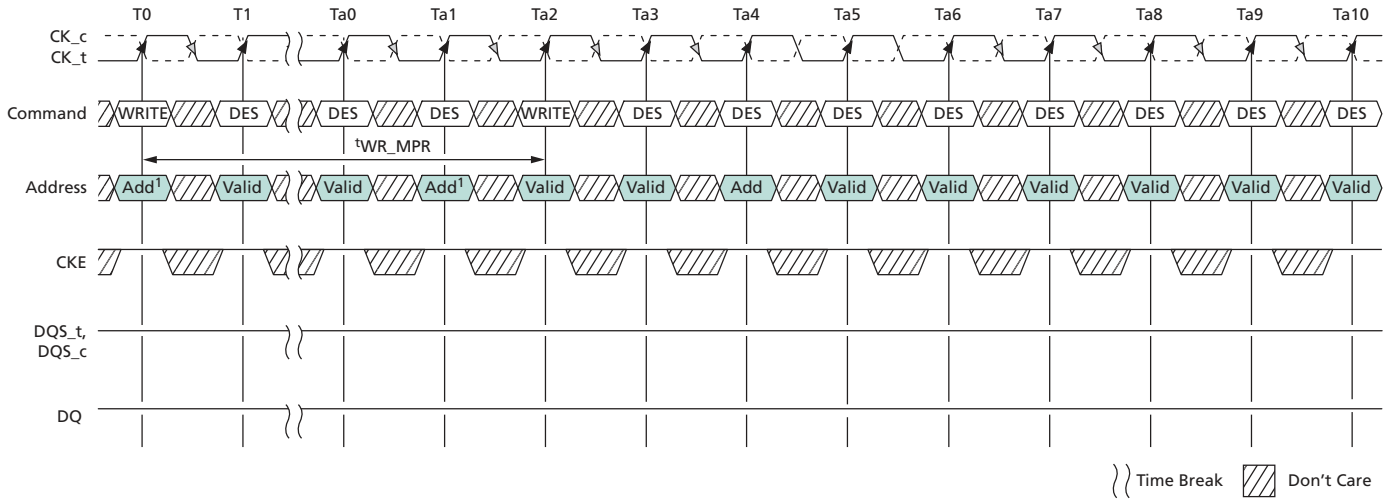 T0 T1 Ta0 Ta1 Ta2 Ta3 Ta4 Ta5 Ta6 Ta7 Ta8 Ta9 Ta10
CK_c
CK_t
Command WRITE DES DES DES WRITE DES DES DES DES DES DES DES DES
tWR_MPR
Address Add1 Valid Valid Add1 Valid Valid Add Valid Valid Valid Valid Valid Valid
CKE
DQS_t,
DQS_c
DQ
Time Break Don't Care